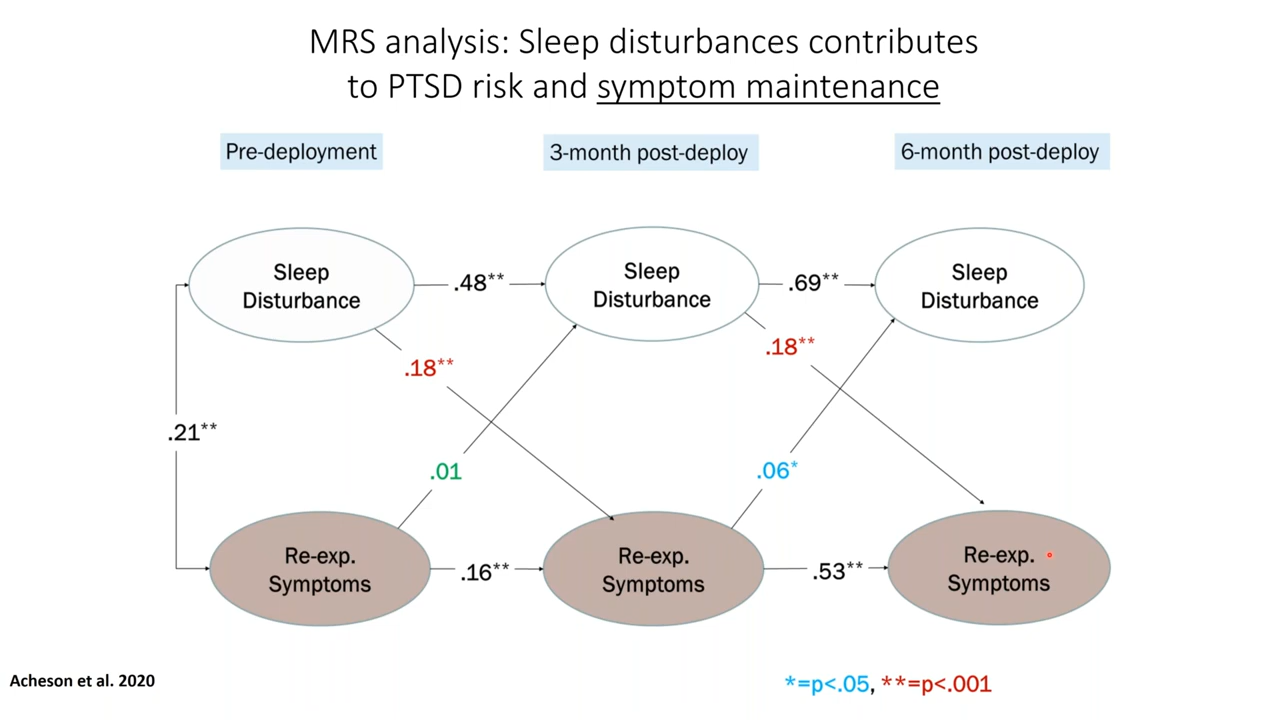 MRS analysis: Sleep disturbances contributes
to PTSD risk and symptom maintenance
Pre-deployment
3-month post-deploy
6-month post-deploy
Sleep
Disturbance
.48**
Sleep
Disturbance
.69**
Sleep
Disturbance
.18**
.18**
.21**
.01
.06*
Re-exp.
Symptoms
.16**
Re-exp.
Symptoms
.53**
Re-exp.
Symptoms
Acheson et al. 2020
*=p<.05, **=p<.001